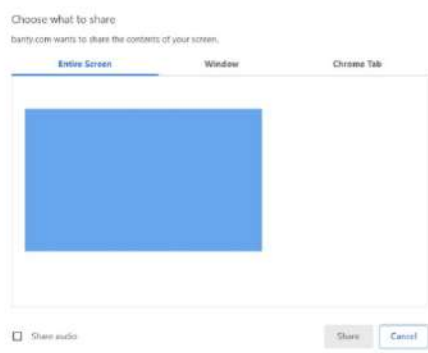 Choose what to share
banty.com wants to share the contents of your screen.
Entire Screen Window Chrome Tab
Share audio Share Cancel